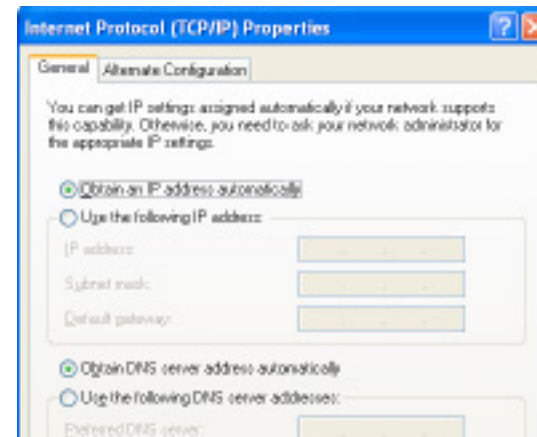 Internet Protocol (TCP/IP) Properties
General Alternate Configuration
You can get IP settings assigned automatically if your network supports
this capability. Otherwise, you need to ask your network administrator for
the appropriate IP settings.
Obtain an IP address automatically
Use the following IP address:
IP address:
Subnet mask:
Default gateway:
Obtain DNS server address automatically
Use the following DNS server addresses:
Preferred DNS server: